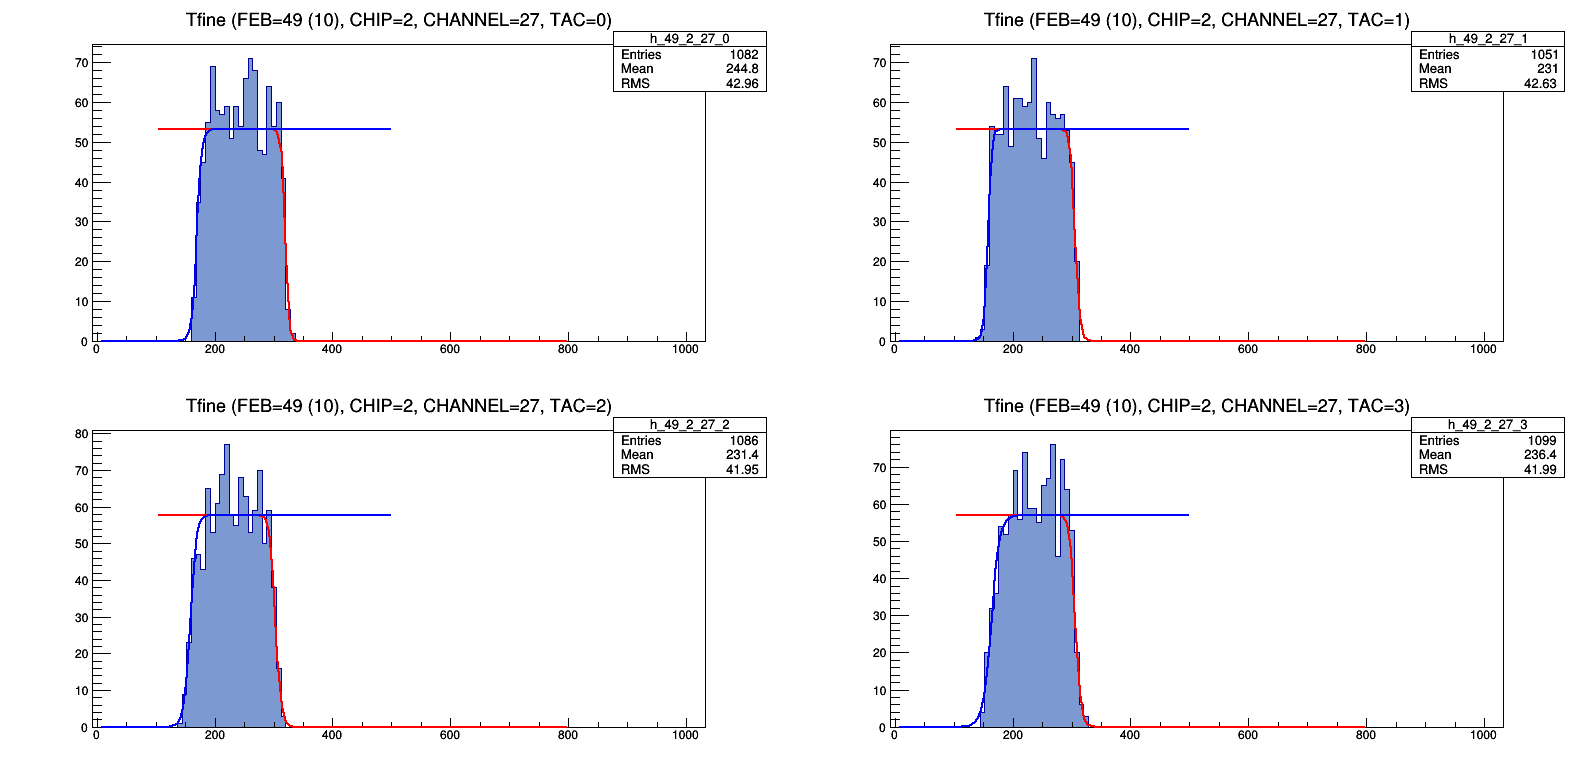 Tfine (FEB=49 (10), CHIP=2, CHANNEL=27, TAC=0)
h_49_2_27_0
Entries 1082
Mean 244.8
RMS 42.96
70
60
50
40
30
20
10
0
0 200 400 600 800 1000
Tfine (FEB=49 (10), CHIP=2, CHANNEL=27, TAC=1)
h_49_2_27_1
Entries 1051
Mean 231
RMS 42.63
70
60
50
40
30
20
10
0
0 200 400 600 800 1000
Tfine (FEB=49 (10), CHIP=2, CHANNEL=27, TAC=2)
h_49_2_27_2
Entries 1086
Mean 231.4
RMS 41.95
80
70
60
50
40
30
20
10
0
0 200 400 600 800 1000
Tfine (FEB=49 (10), CHIP=2, CHANNEL=27, TAC=3)
h_49_2_27_3
Entries 1099
Mean 236.4
RMS 41.99
70
60
50
40
30
20
10
0
0 200 400 600 800 1000